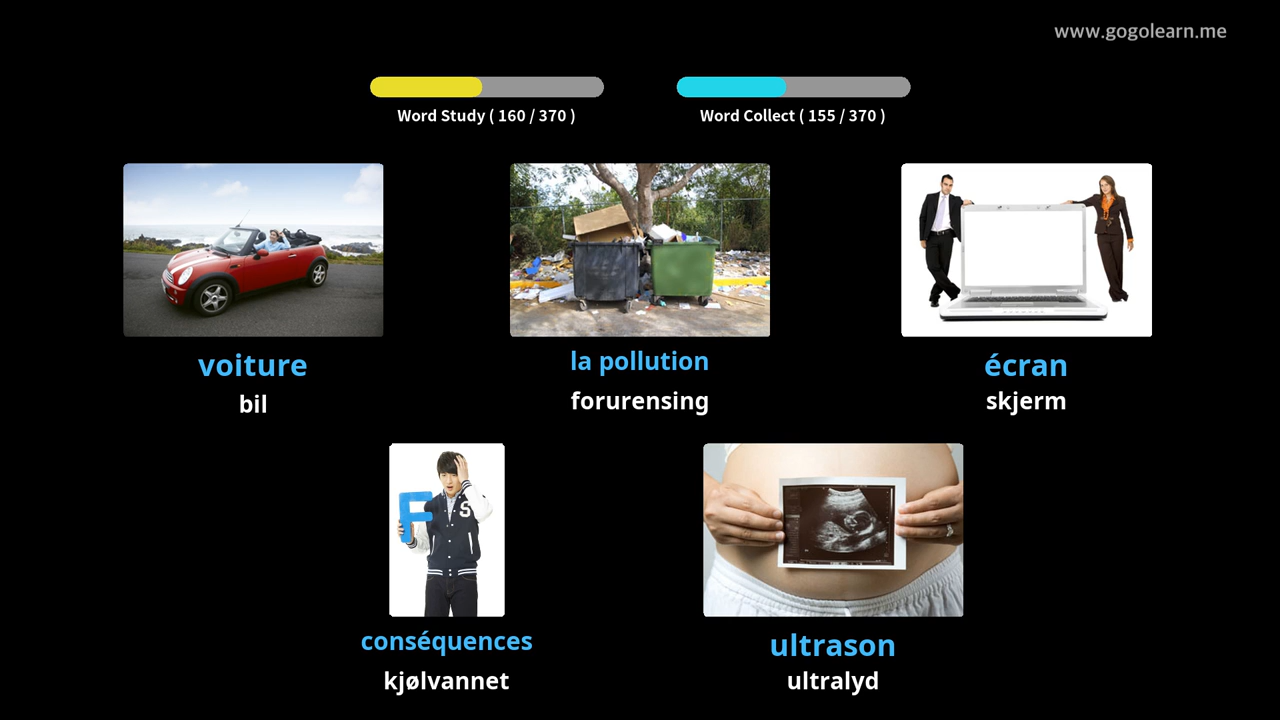 www.gogolearn.me
Word Study ( 160 / 370 )
Word Collect ( 155 / 370 )
voiture
bil
la pollution
forurensing
écran
skjerm
F
S
conséquences
kjølvannet
ultrason
ultralyd